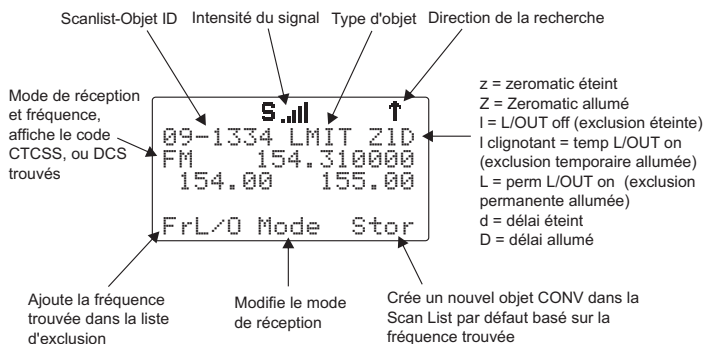 Scanlist-Objet ID
Intensité du signal
Type d'objet
Direction de la recherche
Mode de réception
et fréquence,
affiche le code
CTCSS, ou DCS
trouvés
S
09-1334 LMIT ZlD
FM 154.310000
154.00 155.00
FrL/O Mode Stor
z = zeromatic éteint
Z = Zeromatic allumé
l = L/OUT off (exclusion éteinte)
l clignotant = temp L/OUT on
(exclusion temporaire allumée)
L = perm L/OUT on (exclusion
permanente allumée)
d = délai éteint
D = délai allumé
Ajoute la fréquence
trouvée dans la liste
d'exclusion
Modifie le mode
de réception
Crée un nouvel objet CONV dans la
Scan List par défaut basé sur la
fréquence trouvée